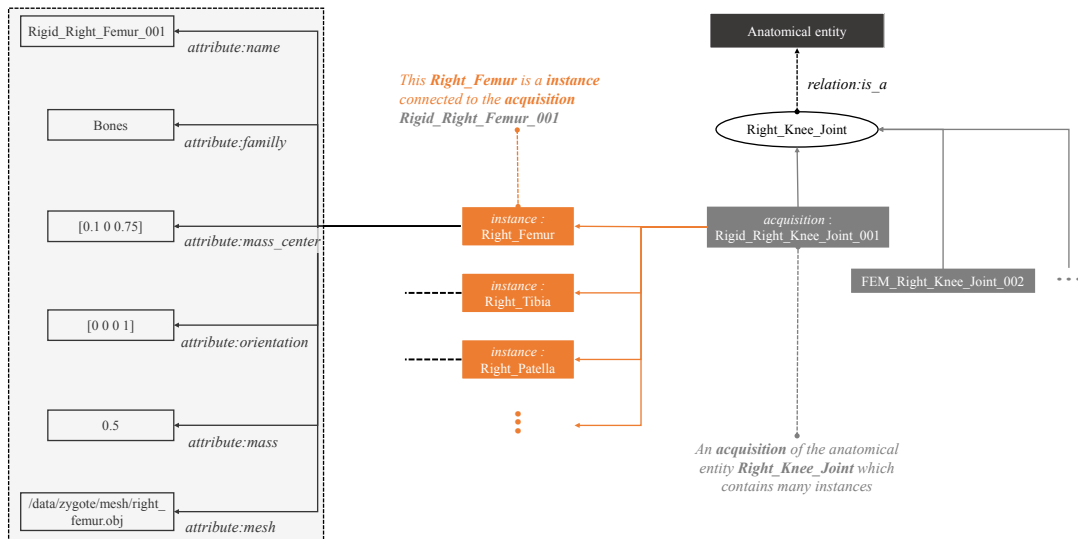 Rigid_Right_Femur_001
attribute:name
Bones
attribute:familly
[0.1 0 0.75]
attribute:mass_center
[0 0 0 1]
attribute:orientation
0.5
attribute:mass
/data/zygote/mesh/right_
femur.obj
attribute:mesh
This Right_Femur is a instance
connected to the acquisition
Rigid_Right_Femur_001
instance :
Right_Femur
instance :
Right_Tibia
instance :
Right_Patella
Anatomical entity
relation:is_a
Right_Knee_Joint
acquisition :
Rigid_Right_Knee_Joint_001
FEM_Right_Knee_Joint_002
An acquisition of the anatomical
entity Right_Knee_Joint which
contains many instances